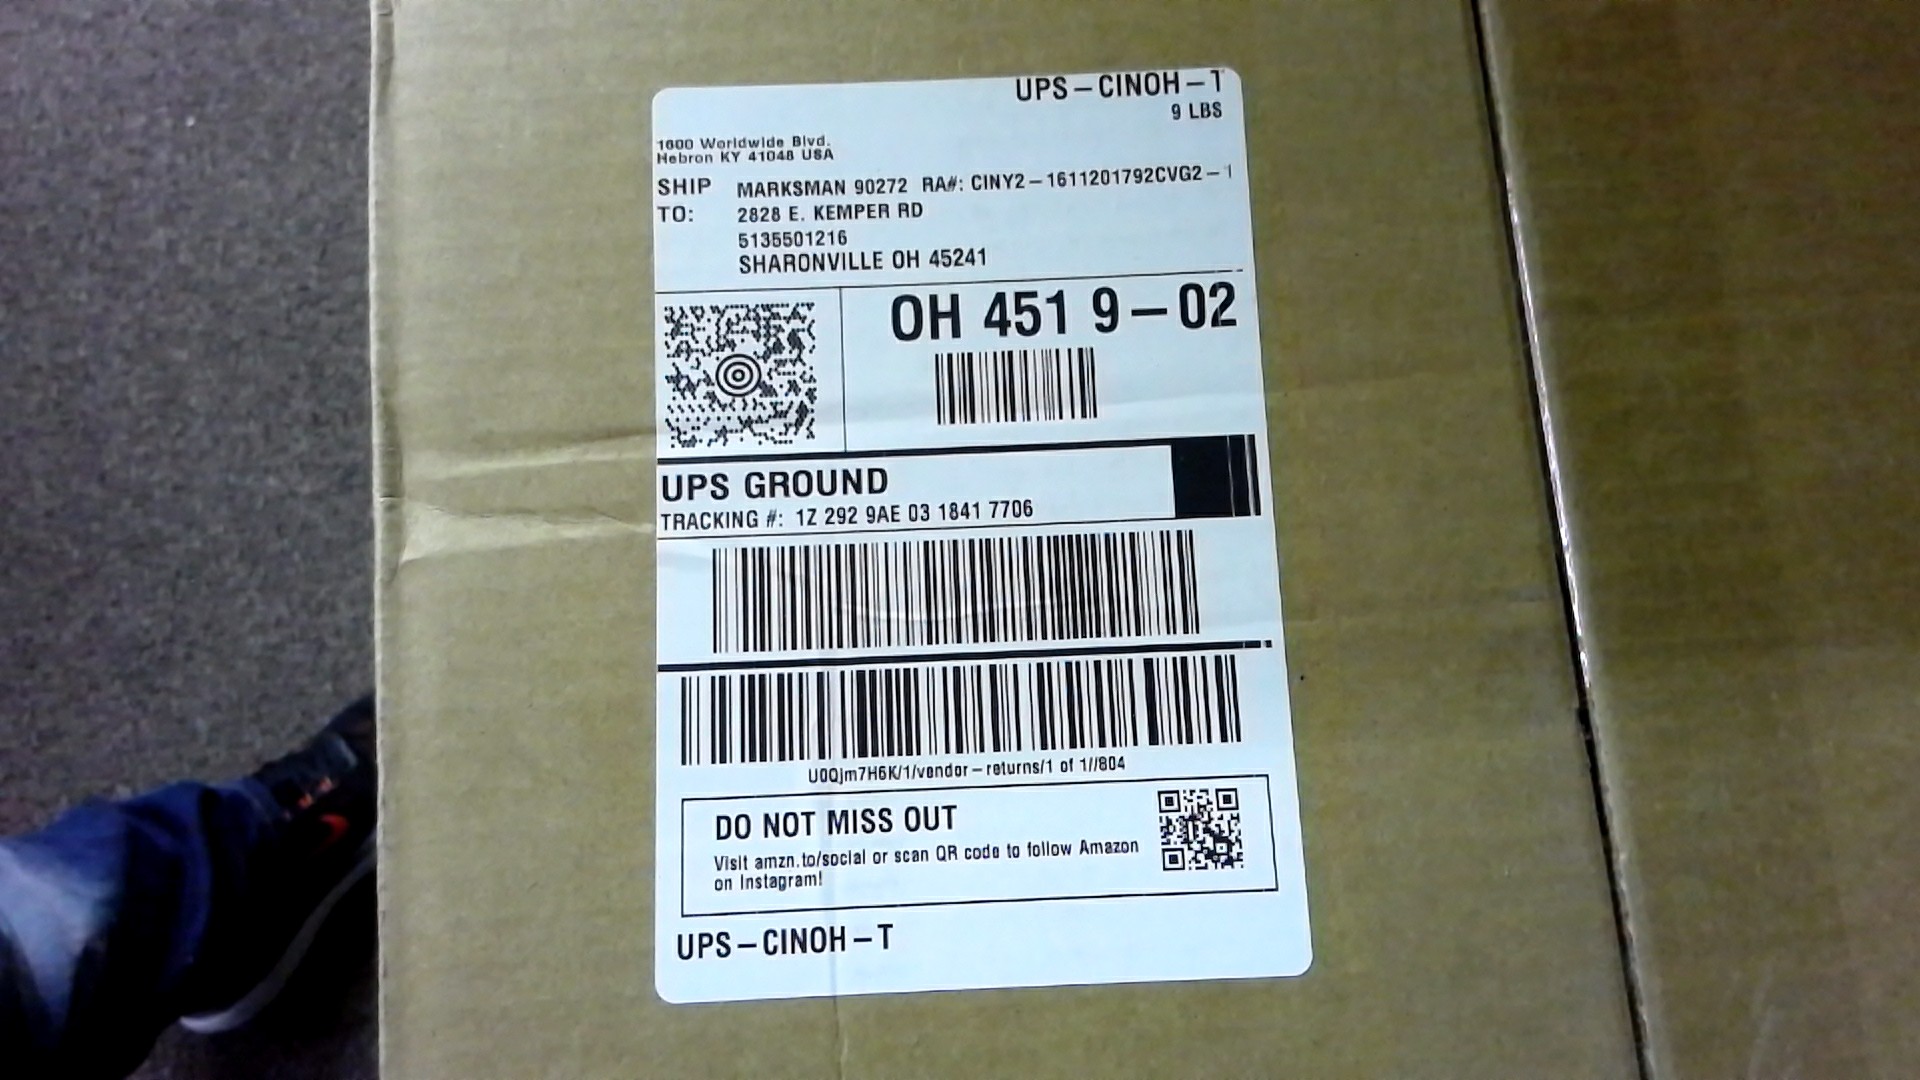 UPS-CINOH-T
9 LBS
1600 Worldwide Blvd.
Hebron KY 41048 USA
SHIP TO:
MARKSMAN 90272 RA#: CINY2-1611201792CVG2-1
2828 E. KEMPER RD
5135501216
SHARONVILLE OH 45241
OH 451 9-02
UPS GROUND
TRACKING #: 1Z 292 9AE 03 1841 7706
U0Qjm7H6K/1/vendor-returns/1 of 1//804
DO NOT MISS OUT
Visit amzn.to/social or scan QR code to follow Amazon
on Instagram!
UPS-CINOH-T